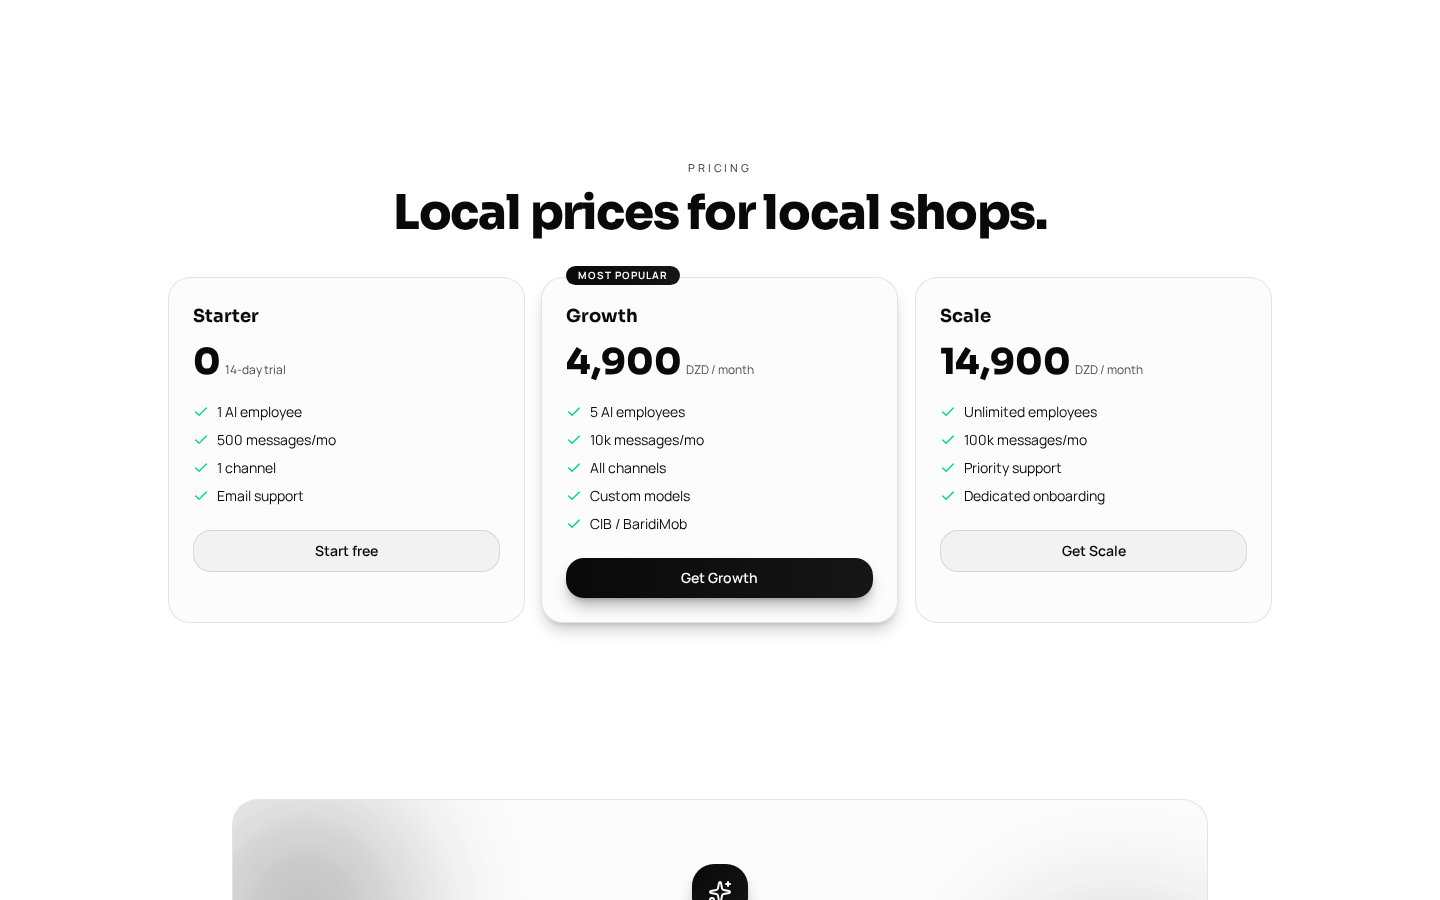 PRICING
Local prices for local shops.
Starter
0 14-day trial
1 AI employee
500 messages/mo
1 channel
Email support
Start free
MOST POPULAR
Growth
4,900 DZD / month
5 AI employees
10k messages/mo
All channels
Custom models
CIB / BaridiMob
Get Growth
Scale
14,900 DZD / month
Unlimited employees
100k messages/mo
Priority support
Dedicated onboarding
Get Scale